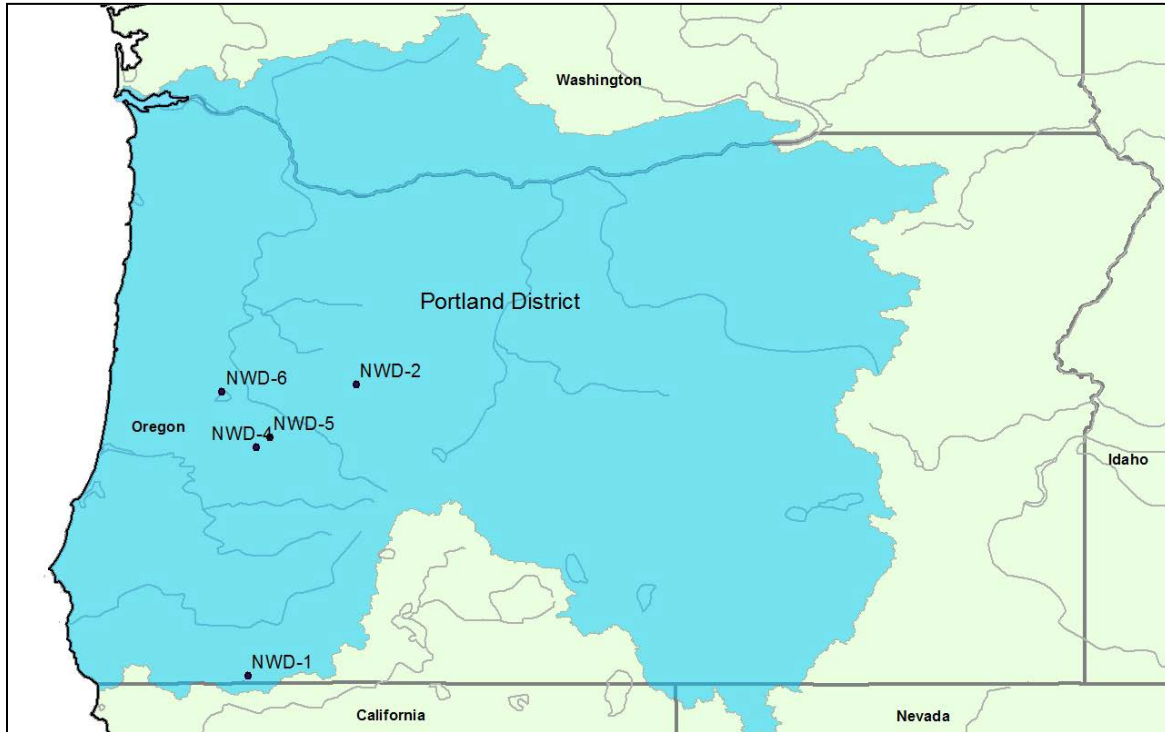 Washington
Portland District
NWD-2
NWD-6
NWD-5
Oregon
NWD-4
Idaho
NWD-1
California
Nevada